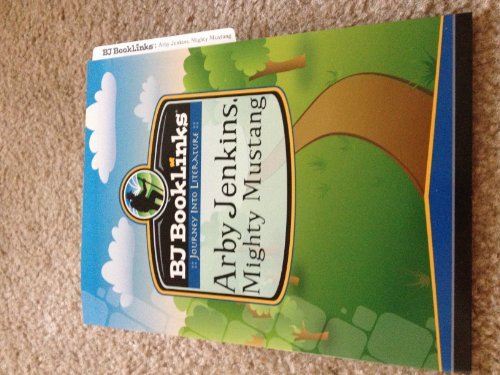 BJ BookLinks: Arby Jenkins, Mighty Mustang
BJ BookLinks
:: Journey Into Literature ::
Arby Jenkins,
Mighty Mustang